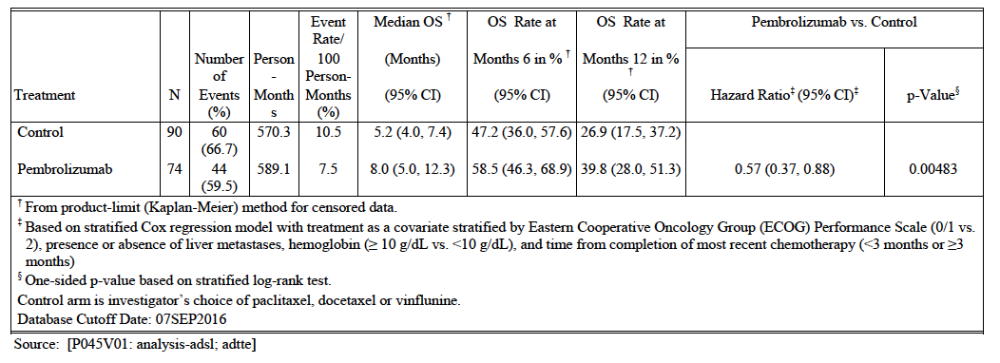 Treatment N Number of Events (%) Person - Months Event Rate/ 100 Person- Months (%) Median OS † (Months) (95% CI) OS Rate at Months 6 in % † (95% CI) OS Rate at Months 12 in % † (95% CI) Pembrolizumab vs. Control
Hazard Ratio‡ (95% CI)‡ p-Value§
Control 90 60 (66.7) 570.3 10.5 5.2 (4.0, 7.4) 47.2 (36.0, 57.6) 26.9 (17.5, 37.2)
Pembrolizumab 74 44 (59.5) 589.1 7.5 8.0 (5.0, 12.3) 58.5 (46.3, 68.9) 39.8 (28.0, 51.3) 0.57 (0.37, 0.88) 0.00483
† From product-limit (Kaplan-Meier) method for censored data.
‡ Based on stratified Cox regression model with treatment as a covariate stratified by Eastern Cooperative Oncology Group (ECOG) Performance Scale (0/1 vs.
2), presence or absence of liver metastases, hemoglobin (≥ 10 g/dL vs. <10 g/dL), and time from completion of most recent chemotherapy (<3 months or ≥3
months)
§ One-sided p-value based on stratified log-rank test.
Control arm is investigator’s choice of paclitaxel, docetaxel or vinflunine.
Database Cutoff Date: 07SEP2016
Source: [P045V01: analysis-adsl; adtte]